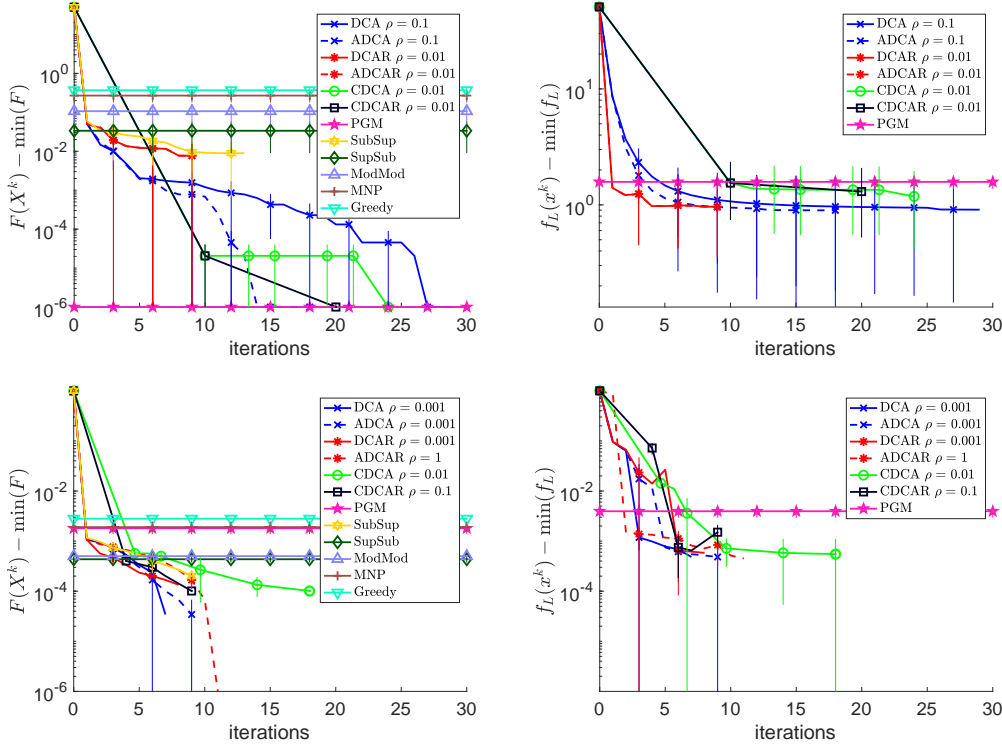 F(X^k) − min(F)
10^0
10^-2
10^-4
10^-6
0 5 10 15 20 25 30
iterations
DCA ρ = 0.1
ADCA ρ = 0.1
DCAR ρ = 0.01
ADCAR ρ = 0.01
CDCA ρ = 0.01
CDCAR ρ = 0.01
PGM
SubSup
SupSub
ModMod
MNP
Greedy
f_L(x^k) − min(f_L)
10^1
10^0
0 5 10 15 20 25 30
iterations
DCA ρ = 0.1
ADCA ρ = 0.1
DCAR ρ = 0.01
ADCAR ρ = 0.01
CDCA ρ = 0.01
CDCAR ρ = 0.01
PGM
F(X^k) − min(F)
10^-2
10^-4
10^-6
0 5 10 15 20 25 30
iterations
DCA ρ = 0.001
ADCA ρ = 0.001
DCAR ρ = 0.001
ADCAR ρ = 1
CDCA ρ = 0.01
CDCAR ρ = 0.1
PGM
SubSup
SupSub
ModMod
MNP
Greedy
f_L(x^k) − min(f_L)
10^-2
10^-4
10^-6
0 5 10 15 20 25 30
iterations
DCA ρ = 0.001
ADCA ρ = 0.001
DCAR ρ = 0.001
ADCAR ρ = 1
CDCA ρ = 0.01
CDCAR ρ = 0.1
PGM